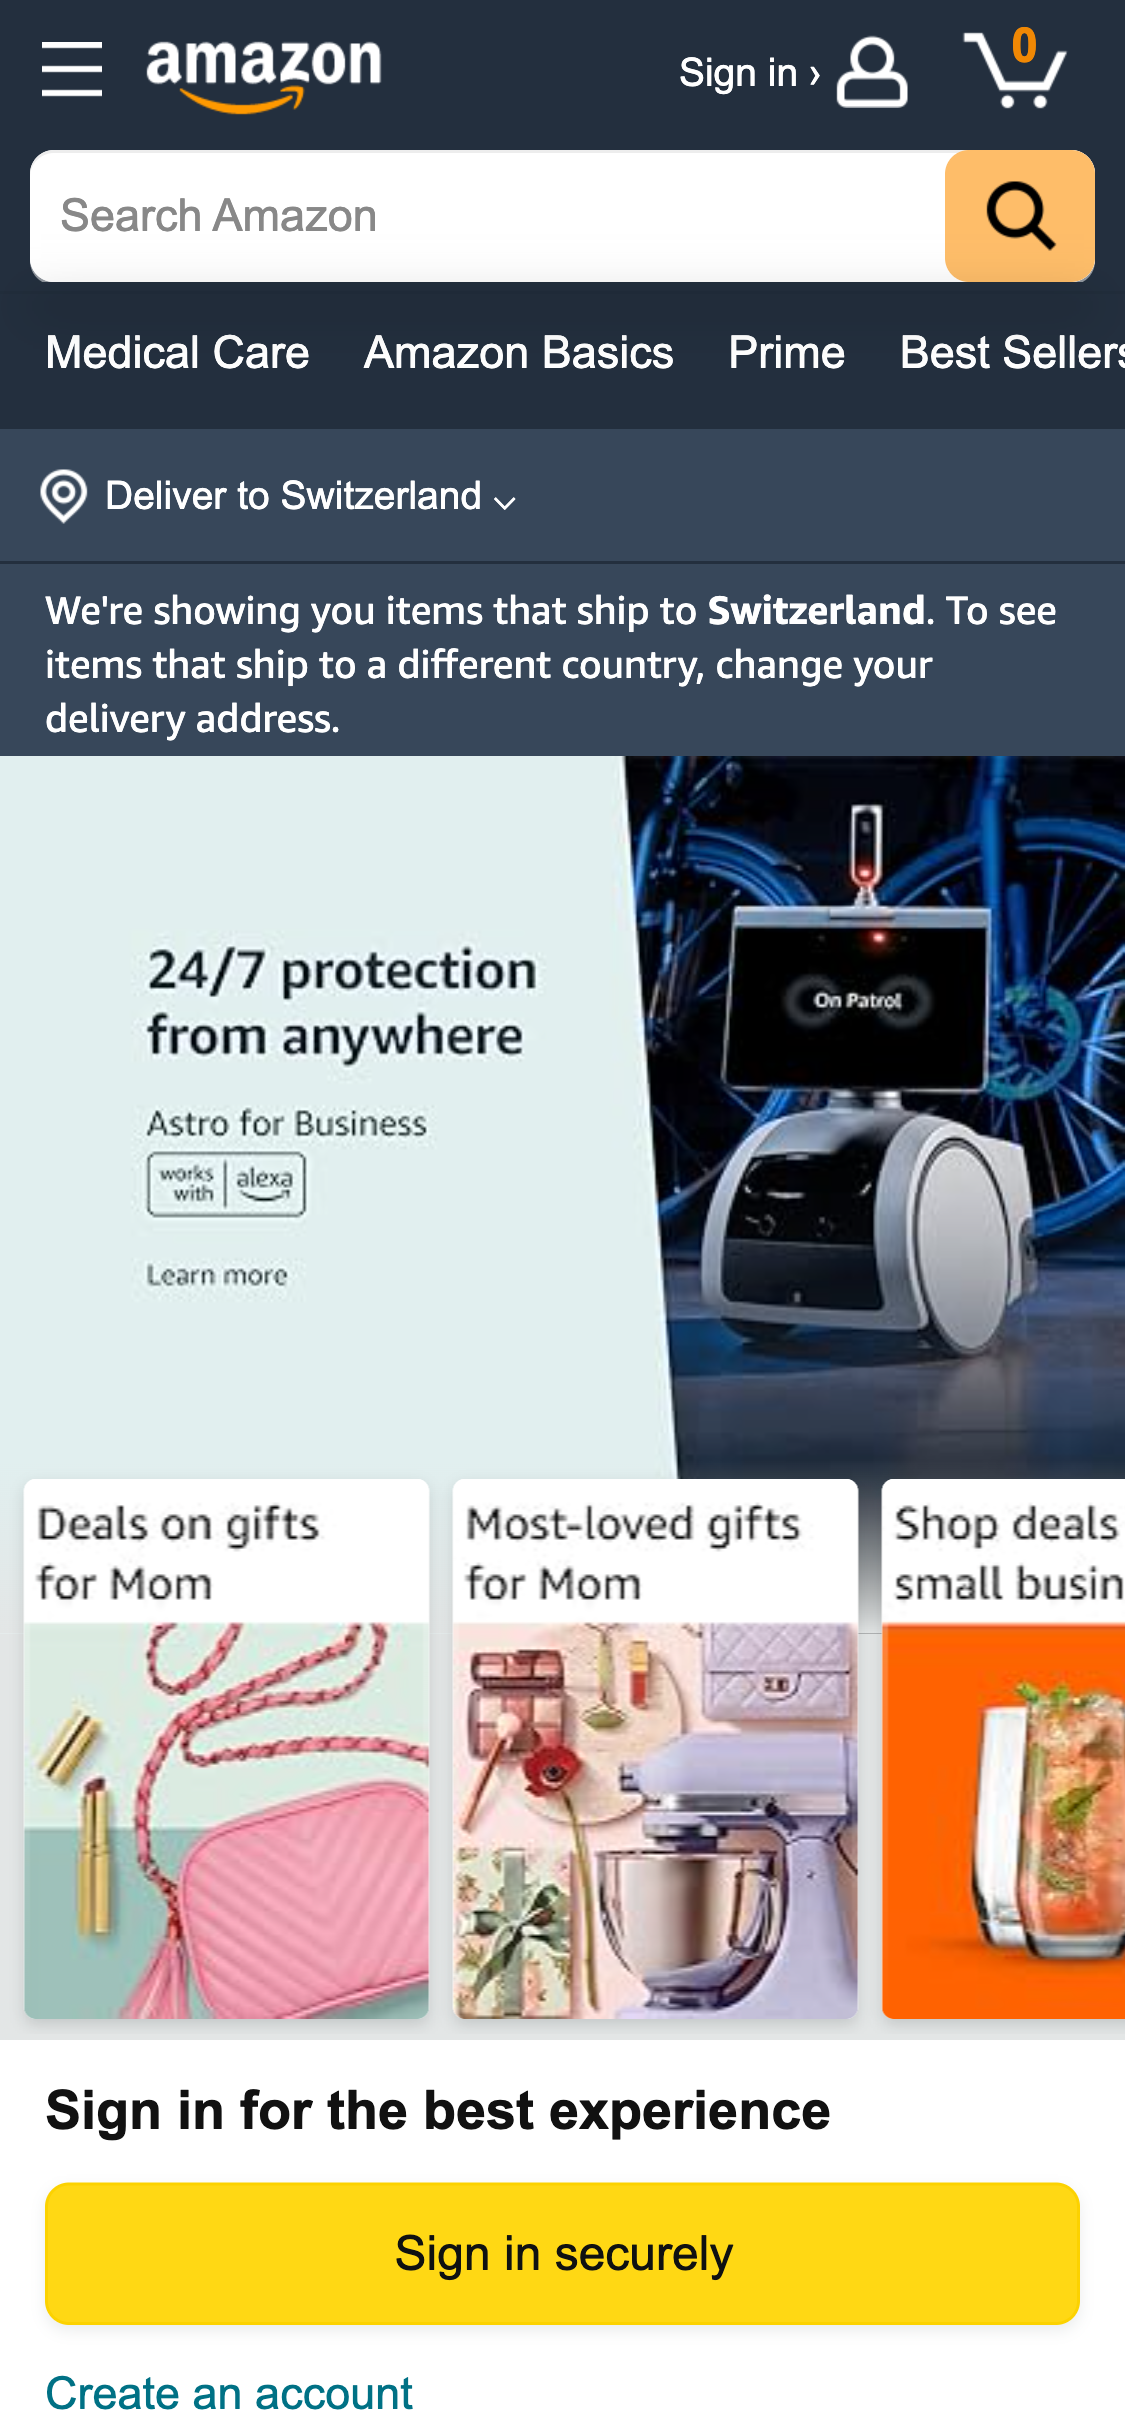 amazon
Sign in ›
0
Search Amazon
Medical Care Amazon Basics Prime Best Sellers
Deliver to Switzerland
We're showing you items that ship to Switzerland. To see
items that ship to a different country, change your
delivery address.
24/7 protection
from anywhere
Astro for Business
works with alexa
Learn more
On Patrol
Deals on gifts
for Mom
Most-loved gifts
for Mom
Shop deals
small busin
Sign in for the best experience
Sign in securely
Create an account